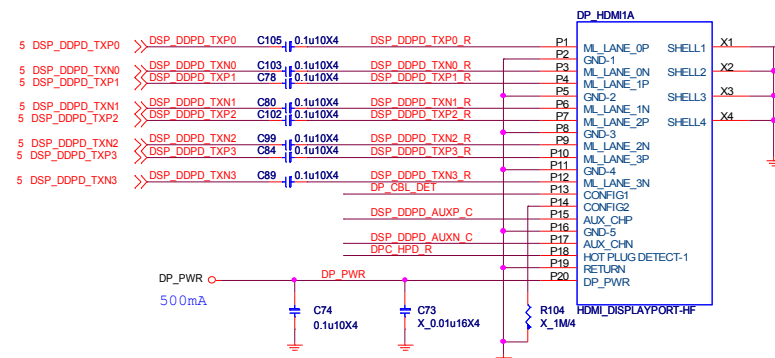 DP_HDMI1A
5 DSP_DDPD_TXP0 DSP_DDPD_TXP0 C105 0.1u10X4 DSP_DDPD_TXP0_R P1 ML_LANE_0P SHELL1 X1
P2 GND-1
5 DSP_DDPD_TXN0 DSP_DDPD_TXN0 C103 0.1u10X4 DSP_DDPD_TXN0_R P3 ML_LANE_0N SHELL2 X2
5 DSP_DDPD_TXP1 DSP_DDPD_TXP1 C78 0.1u10X4 DSP_DDPD_TXP1_R P4 ML_LANE_1P
P5 GND-2 SHELL3 X3
5 DSP_DDPD_TXN1 DSP_DDPD_TXN1 C80 0.1u10X4 DSP_DDPD_TXN1_R P6 ML_LANE_1N
5 DSP_DDPD_TXP2 DSP_DDPD_TXP2 C102 0.1u10X4 DSP_DDPD_TXP2_R P7 ML_LANE_2P SHELL4 X4
P8 GND-3
5 DSP_DDPD_TXN2 DSP_DDPD_TXN2 C99 0.1u10X4 DSP_DDPD_TXN2_R P9 ML_LANE_2N
5 DSP_DDPD_TXP3 DSP_DDPD_TXP3 C84 0.1u10X4 DSP_DDPD_TXP3_R P10 ML_LANE_3P
P11 GND-4
5 DSP_DDPD_TXN3 DSP_DDPD_TXN3 C89 0.1u10X4 DSP_DDPD_TXN3_R P12 ML_LANE_3N
DP_CBL_DET P13 CONFIG1
P14 CONFIG2
DSP_DDPD_AUXP_C P15 AUX_CHP
P16 GND-5
DSP_DDPD_AUXN_C P17 AUX_CHN
DPC_HPD_R P18 HOT PLUG DETECT-1
P19 RETURN
DP_PWR DP_PWR P20 DP_PWR
500mA
C74 C73 R104 HDMI_DISPLAYPORT-HF
0.1u10X4 X_0.01u16X4 X_1M/4